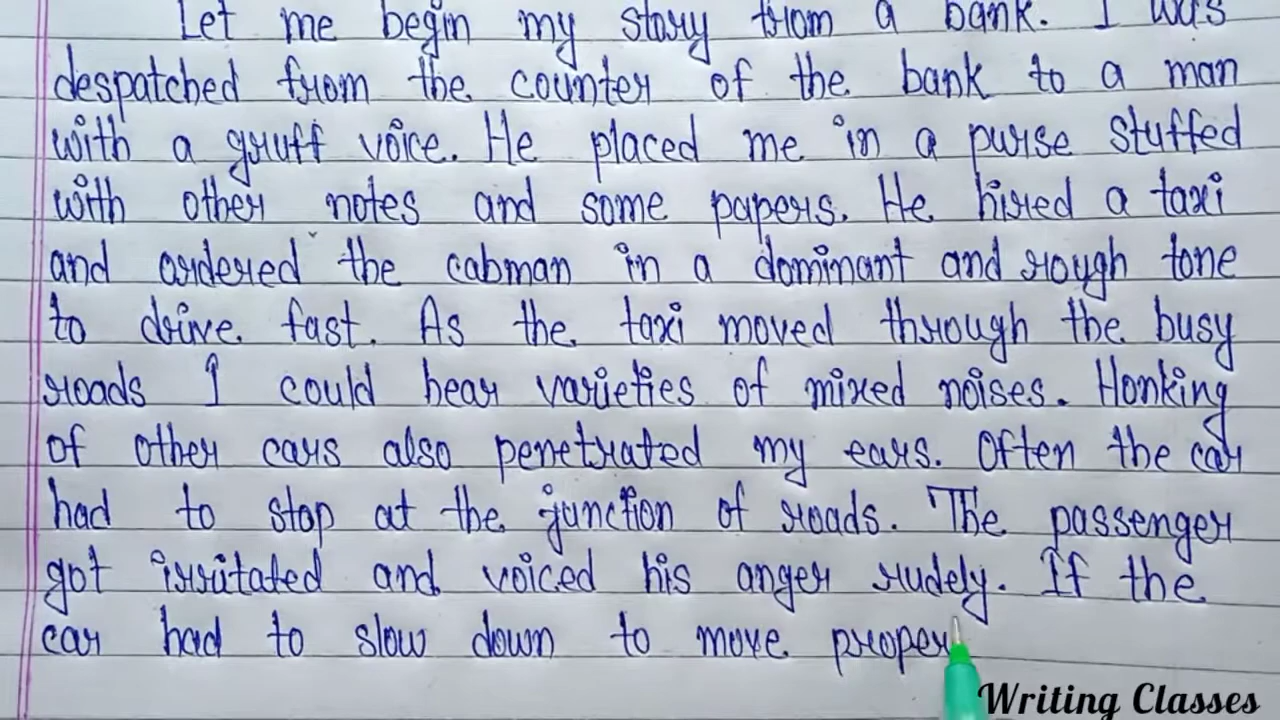 Let me begin my story from a bank. I was
despatched from the counter of the bank to a man
with a gruff voice. He placed me in a purse stuffed
with other notes and some papers. He hired a taxi
and ordered the cabman in a dominant and rough tone
to drive fast. As the taxi moved through the busy
roads I could hear varieties of mixed noises. Honking
of other cars also penetrated my ears. Often the car
had to stop at the junction of roads. The passenger
got irritated and voiced his anger rudely. If the
car had to slow down to move proper
Writing Classes